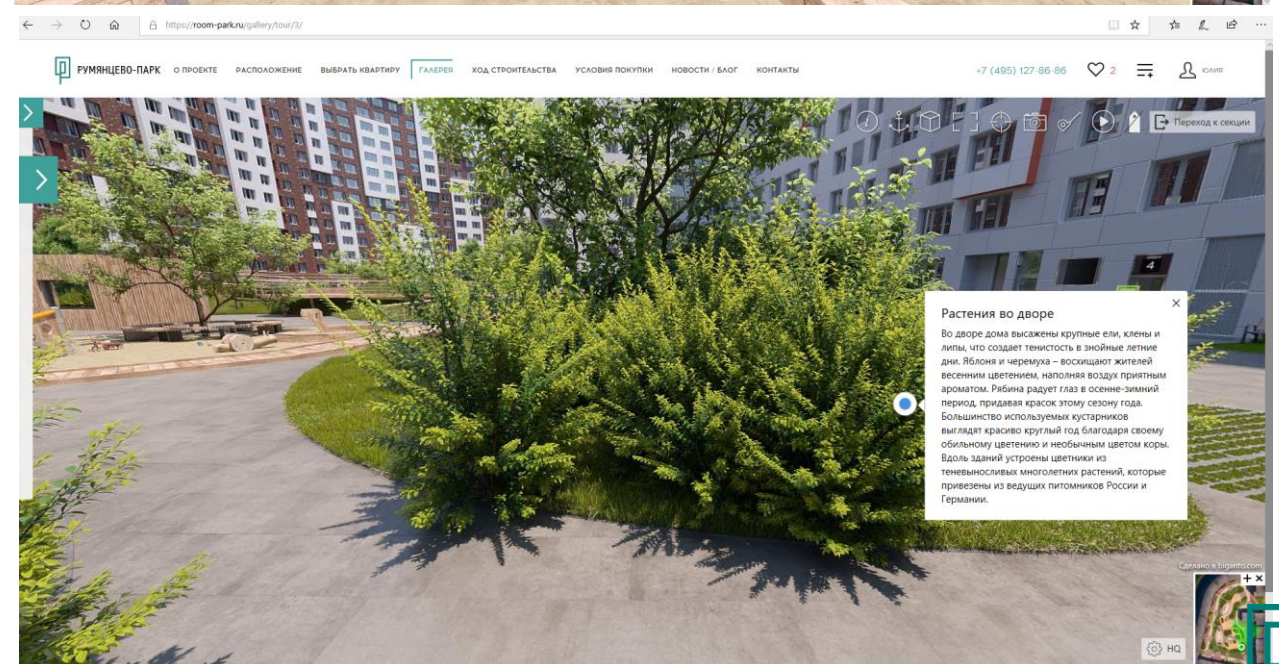 https://room-park.ru/gallery/tour/3/
РУМЯНЦЕВО-ПАРК О ПРОЕКТЕ РАСПОЛОЖЕНИЕ ВЫБРАТЬ КВАРТИРУ ГАЛЕРЕЯ ХОД СТРОИТЕЛЬСТВА УСЛОВИЯ ПОКУПКИ НОВОСТИ / БЛОГ КОНТАКТЫ +7 (495) 127-86-86 2 ЮЛИЯ
Переход к секции
4
Растения во дворе
Во дворе дома высажены крупные ели, клены и
липы, что создает тенистость в знойные летние
дни. Яблоня и черемуха – восхищают жителей
весенним цветением, наполняя воздух приятным
ароматом. Рябина радует глаз в осенне-зимний
период, придавая красок этому сезону года.
Большинство используемых кустарников
выглядят красиво круглый год благодаря своему
обильному цветению и необычным цветом коры.
Вдоль зданий устроены цветники из
теневыносливых многолетних растений, которые
привезены из ведущих питомников России и
Германии.
Сделано в biganto.com
HQ